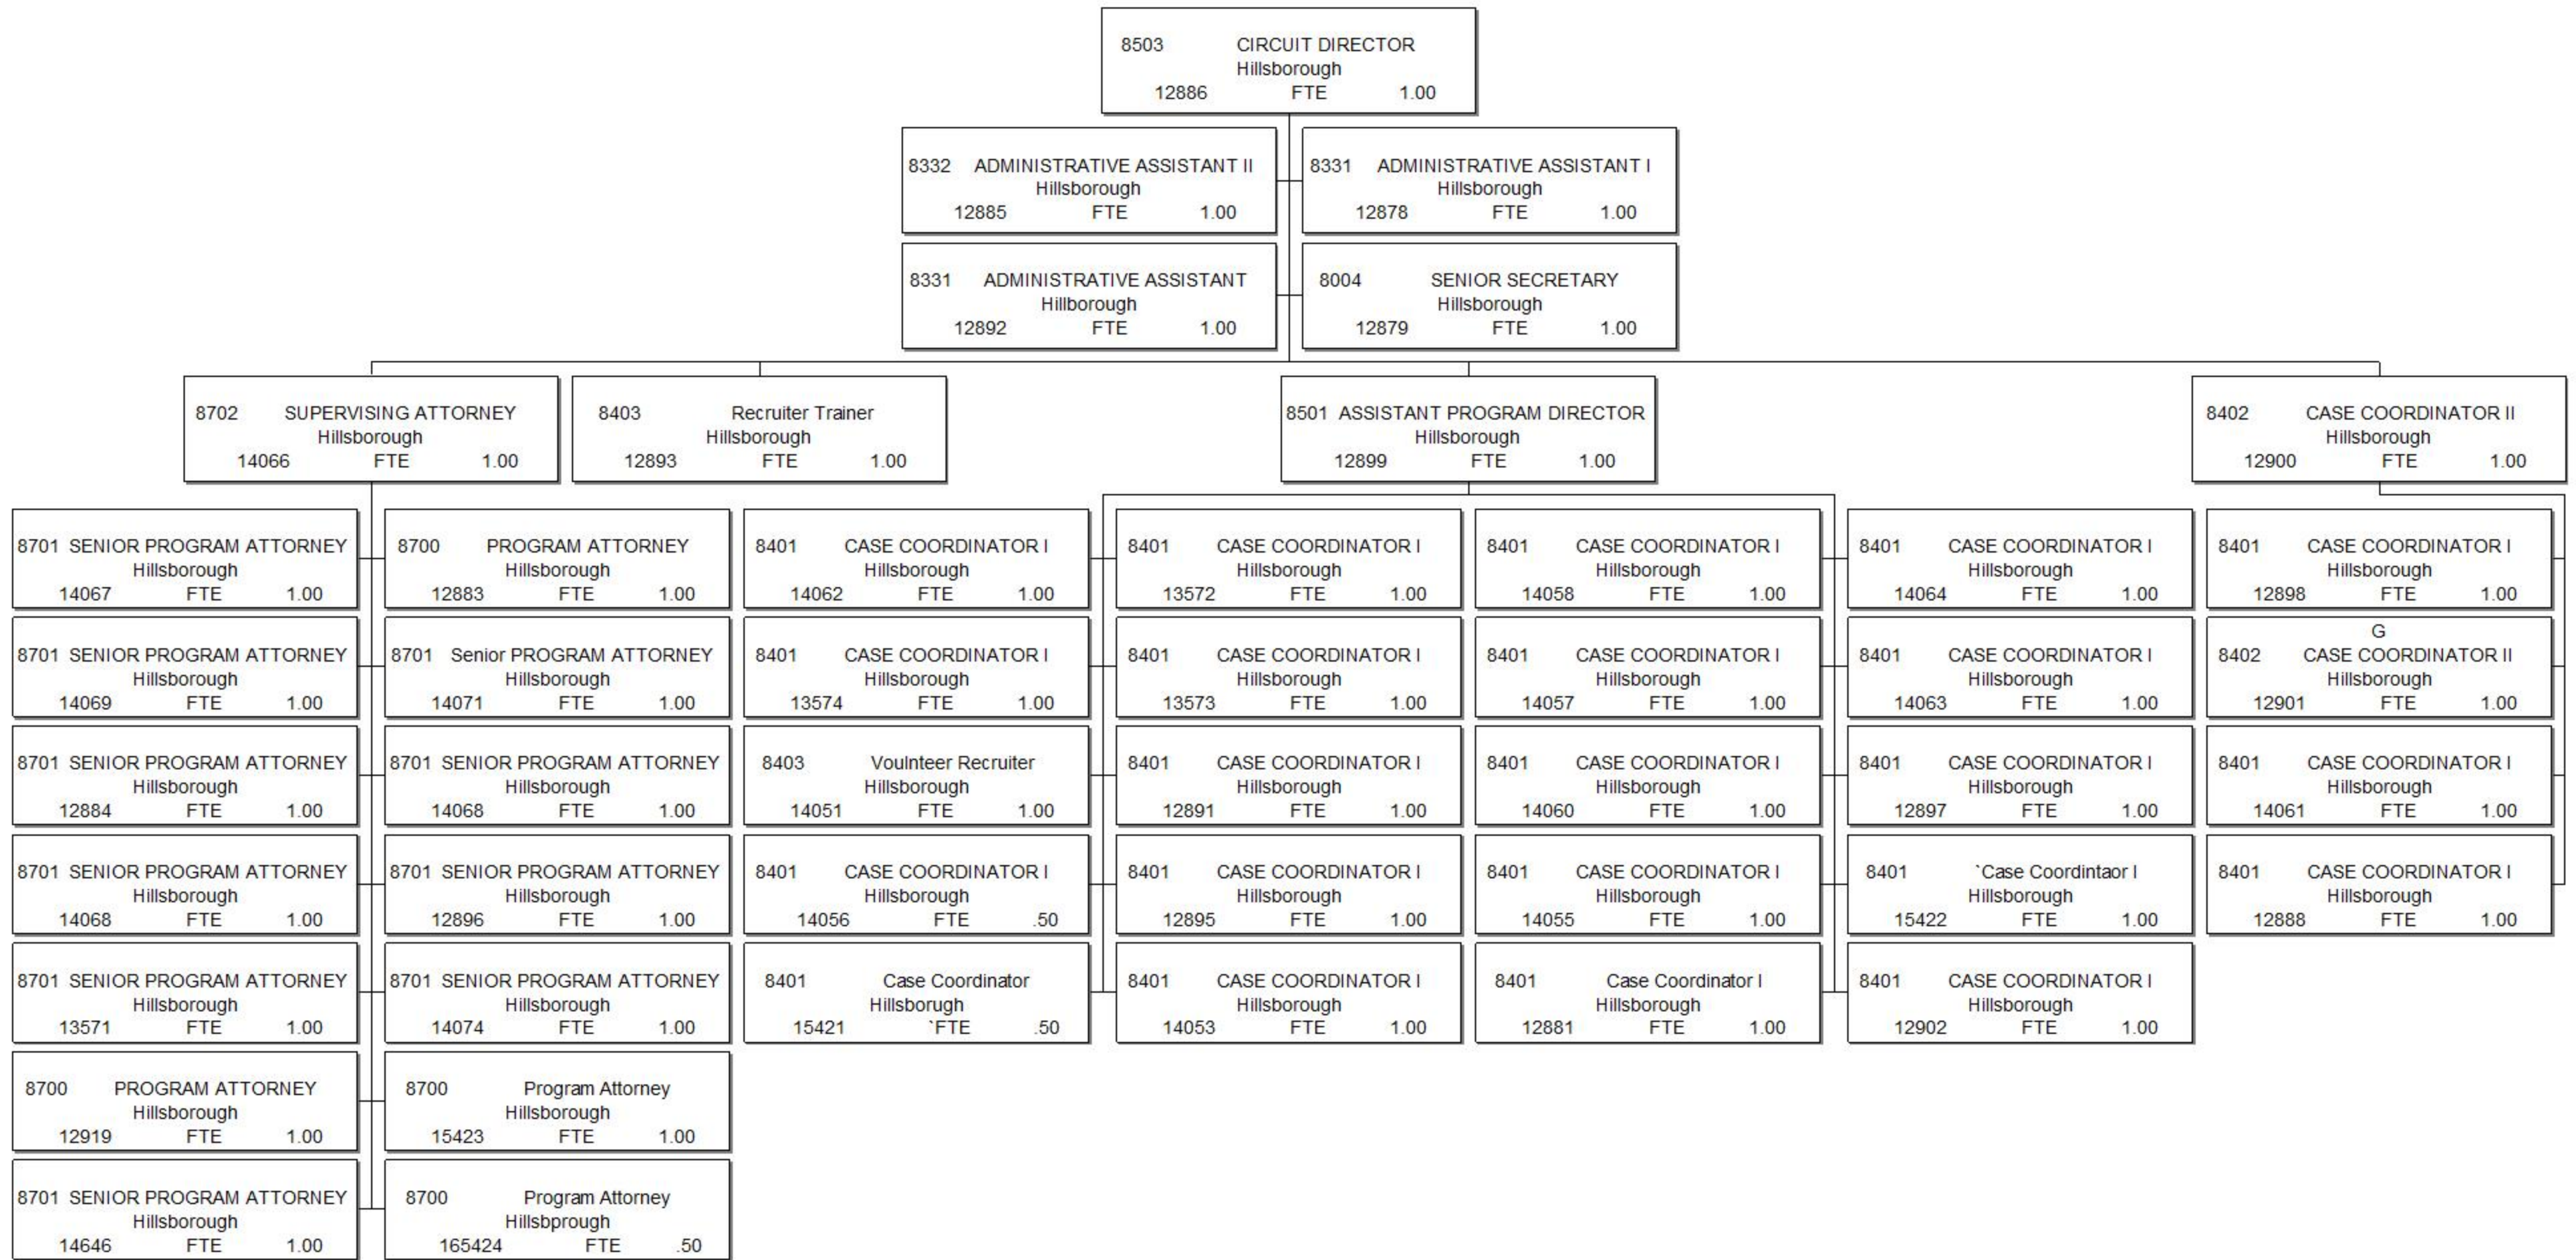 8503 CIRCUIT DIRECTOR
Hillsborough
12886 FTE 1.00
8332 ADMINISTRATIVE ASSISTANT II
Hillsborough
12885 FTE 1.00
8331 ADMINISTRATIVE ASSISTANT I
Hillsborough
12878 FTE 1.00
8331 ADMINISTRATIVE ASSISTANT
Hillborough
12892 FTE 1.00
8004 SENIOR SECRETARY
Hillsborough
12879 FTE 1.00
8702 SUPERVISING ATTORNEY
Hillsborough
14066 FTE 1.00
8403 Recruiter Trainer
Hillsborough
12893 FTE 1.00
8501 ASSISTANT PROGRAM DIRECTOR
Hillsborough
12899 FTE 1.00
8402 CASE COORDINATOR II
Hillsborough
12900 FTE 1.00
8701 SENIOR PROGRAM ATTORNEY
Hillsborough
14067 FTE 1.00
8700 PROGRAM ATTORNEY
Hillsborough
12883 FTE 1.00
8401 CASE COORDINATOR I
Hillsborough
14062 FTE 1.00
8401 CASE COORDINATOR I
Hillsborough
13572 FTE 1.00
8401 CASE COORDINATOR I
Hillsborough
14058 FTE 1.00
8401 CASE COORDINATOR I
Hillsborough
14064 FTE 1.00
8401 CASE COORDINATOR I
Hillsborough
12898 FTE 1.00
8701 SENIOR PROGRAM ATTORNEY
Hillsborough
14069 FTE 1.00
8701 Senior PROGRAM ATTORNEY
Hillsborough
14071 FTE 1.00
8401 CASE COORDINATOR I
Hillsborough
13574 FTE 1.00
8401 CASE COORDINATOR I
Hillsborough
13573 FTE 1.00
8401 CASE COORDINATOR I
Hillsborough
14057 FTE 1.00
8401 CASE COORDINATOR I
Hillsborough
14063 FTE 1.00
G
8402 CASE COORDINATOR II
Hillsborough
12901 FTE 1.00
8701 SENIOR PROGRAM ATTORNEY
Hillsborough
12884 FTE 1.00
8701 SENIOR PROGRAM ATTORNEY
Hillsborough
14068 FTE 1.00
8403 Voulnteer Recruiter
Hillsborough
14051 FTE 1.00
8401 CASE COORDINATOR I
Hillsborough
12891 FTE 1.00
8401 CASE COORDINATOR I
Hillsborough
14060 FTE 1.00
8401 CASE COORDINATOR I
Hillsborough
12897 FTE 1.00
8401 CASE COORDINATOR I
Hillsborough
14061 FTE 1.00
8701 SENIOR PROGRAM ATTORNEY
Hillsborough
14068 FTE 1.00
8701 SENIOR PROGRAM ATTORNEY
Hillsborough
12896 FTE 1.00
8401 CASE COORDINATOR I
Hillsborough
14056 FTE .50
8401 CASE COORDINATOR I
Hillsborough
12895 FTE 1.00
8401 CASE COORDINATOR I
Hillsborough
14055 FTE 1.00
8401 `Case Coordintaor I
Hillsborough
15422 FTE 1.00
8401 CASE COORDINATOR I
Hillsborough
12888 FTE 1.00
8701 SENIOR PROGRAM ATTORNEY
Hillsborough
13571 FTE 1.00
8701 SENIOR PROGRAM ATTORNEY
Hillsborough
14074 FTE 1.00
8401 Case Coordinator
Hillsborugh
15421 `FTE .50
8401 CASE COORDINATOR I
Hillsborough
14053 FTE 1.00
8401 Case Coordinator I
Hillsborough
12881 FTE 1.00
8401 CASE COORDINATOR I
Hillsborough
12902 FTE 1.00
8700 PROGRAM ATTORNEY
Hillsborough
12919 FTE 1.00
8700 Program Attorney
Hillsborough
15423 FTE 1.00
8701 SENIOR PROGRAM ATTORNEY
Hillsborough
14646 FTE 1.00
8700 Program Attorney
Hillsbprough
165424 FTE .50